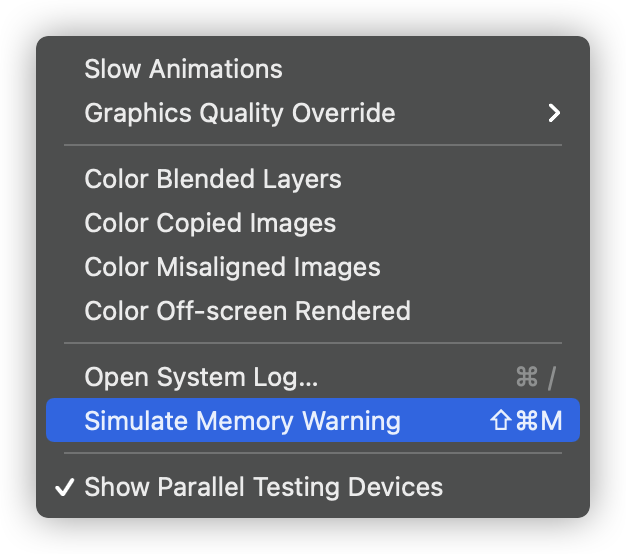 Slow Animations
Graphics Quality Override
Color Blended Layers
Color Copied Images
Color Misaligned Images
Color Off-screen Rendered
Open System Log... ⌘ /
Simulate Memory Warning ⇧⌘M
✓ Show Parallel Testing Devices